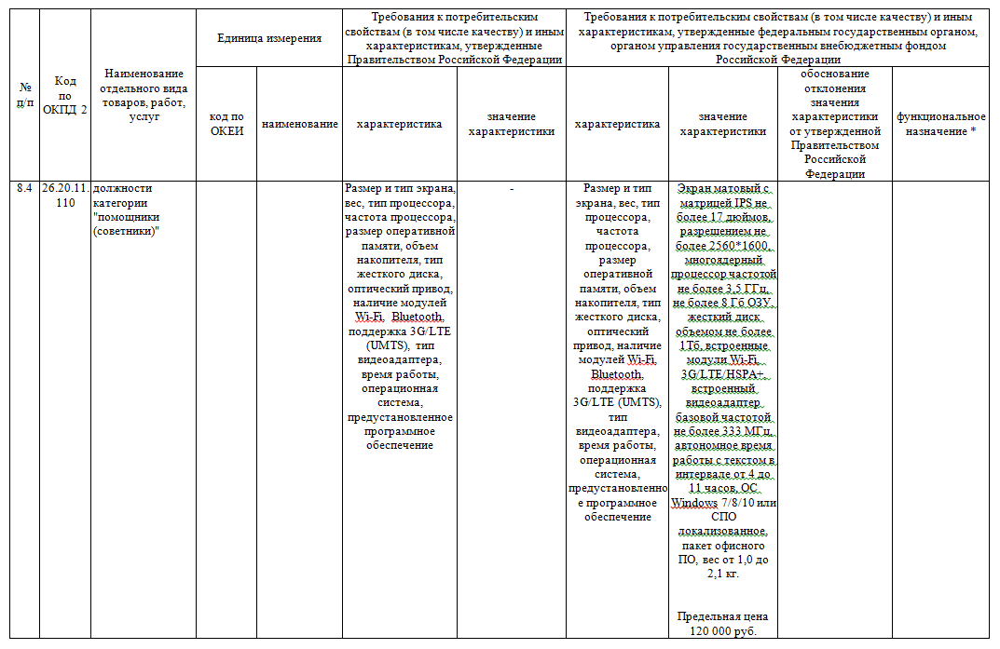 №
п/п
Код
по
ОКПД 2
Наименование
отдельного вида
товаров, работ,
услуг
Единица измерения
Требования к потребительским
свойствам (в том числе качеству) и иным
характеристикам, утвержденные
Правительством Российской Федерации
Требования к потребительским свойствам (в том числе качеству) и иным
характеристикам, утвержденные федеральным государственным органом,
органом управления государственным внебюджетным фондом
Российской Федерации
код по
ОКЕИ
наименование
характеристика
значение
характеристики
характеристика
значение
характеристики
обоснование
отклонения
значения
характеристики
от утвержденной
Правительством
Российской
Федерации
функциональное
назначение *
8.4
26.20.11.
110
должности
категории
"помощники
(советники)"
Размер и тип экрана,
вес, тип процессора,
частота процессора,
размер оперативной
памяти, объем
накопителя, тип
жесткого диска,
оптический привод,
наличие модулей
Wi-Fi, Bluetooth,
поддержка 3G/LTE
(UMTS), тип
видеоадаптера,
время работы,
операционная
система,
предустановленное
программное
обеспечение
-
Размер и тип
экрана, вес, тип
процессора,
частота
процессора,
размер
оперативной
памяти, объем
накопителя, тип
жесткого диска,
оптический
привод, наличие
модулей Wi-Fi,
Bluetooth,
поддержка
3G/LTE (UMTS),
тип
видеоадаптера,
время работы,
операционная
система,
предустановленно
е программное
обеспечение
Экран матовый с
матрицей IPS не
более 17 дюймов,
разрешением не
более 2560*1600,
многоядерный
процессор частотой
не более 3,5 ГГц,
не более 8 Гб ОЗУ,
жесткий диск
объемом не более
1Тб, встроенные
модули Wi-Fi,
3G/LTE/HSPA+,
встроенный
видеоадаптер
базовой частотой
не более 333 МГц,
автономное время
работы с текстом в
интервале от 4 до
11 часов, ОС
Windows 7/8/10 или
СПО
локализованное,
пакет офисного
ПО, вес от 1,0 до
2,1 кг.
Предельная цена
120 000 руб.